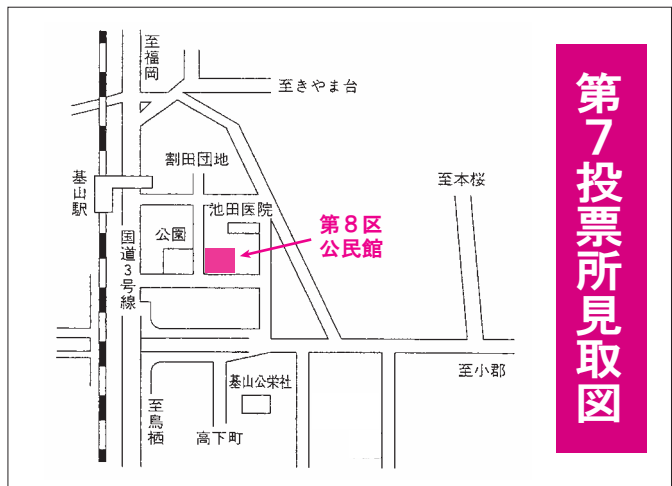 第7投票所見取図
至福岡
至きやま台
割田団地
基山駅
池田医院
至本桜
公園
第8区
公民館
国道3号線
至小郡
基山公栄社
至鳥栖
高下町